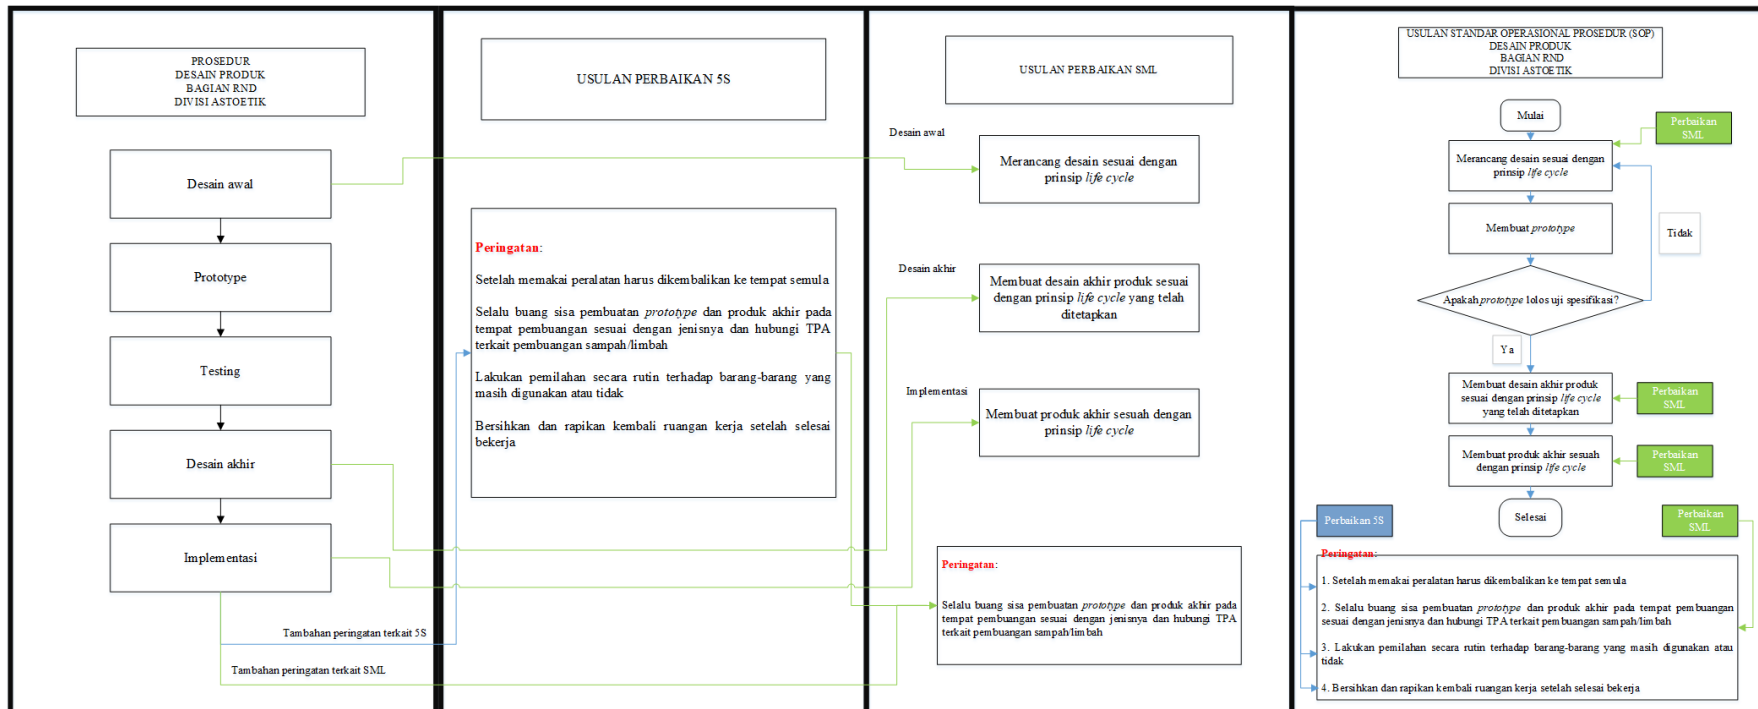 PROSEDUR
DESAIN PRODUK
BAGIAN RND
DIVISI ASTOETIK
Desain awal
Prototype
Testing
Desain akhir
Implementasi
Tambahan peringatan terkait 5S
Tambahan peringatan terkait SML
USULAN PERBAIKAN 5S
Peringatan:
Setelah memakai peralatan harus dikembalikan ke tempat semula
Selalu buang sisa pembuatan prototype dan produk akhir pada
tempat pembuangan sesuai dengan jenisnya dan hubungi TPA
terkait pembuangan sampah/limbah
Lakukan pemilahan secara rutin terhadap barang-barang yang
masih digunakan atau tidak
Bersihkan dan rapikan kembali ruangan kerja setelah selesai
bekerja
USULAN PERBAIKAN SML
Desain awal
Merancang desain sesuai dengan
prinsip life cycle
Desain akhir
Membuat desain akhir produk sesuai
dengan prinsip life cycle yang telah
ditetapkan
Implementasi
Membuat produk akhir sesuah dengan
prinsip life cycle
Peringatan:
Selalu buang sisa pembuatan prototype dan produk akhir pada
tempat pembuangan sesuai dengan jenisnya dan hubungi TPA
terkait pembuangan sampah/limbah
USULAN STANDAR OPERASIONAL PROSEDUR (SOP)
DESAIN PRODUK
BAGIAN RND
DIVISI ASTOETIK
Mulai
Perbaikan
SML
Merancang desain sesuai dengan
prinsip life cycle
Membuat prototype
Tidak
Apakah prototype lolos uji spesifikasi?
Ya
Membuat desain akhir produk
sesuai dengan prinsip life cycle
yang telah ditetapkan
Perbaikan
SML
Membuat produk akhir sesuah
dengan prinsip life cycle
Perbaikan
SML
Selesai
Perbaikan 5S
Perbaikan
SML
Peringatan:
1. Setelah memakai peralatan harus dikembalikan ke tempat semula
2. Selalu buang sisa pembuatan prototype dan produk akhir pada tempat pembuangan
sesuai dengan jenisnya dan hubungi TPA terkait pembuangan sampah/limbah
3. Lakukan pemilahan secara rutin terhadap barang-barang yang masih digunakan atau
tidak
4. Bersihkan dan rapikan kembali ruangan kerja setelah selesai bekerja